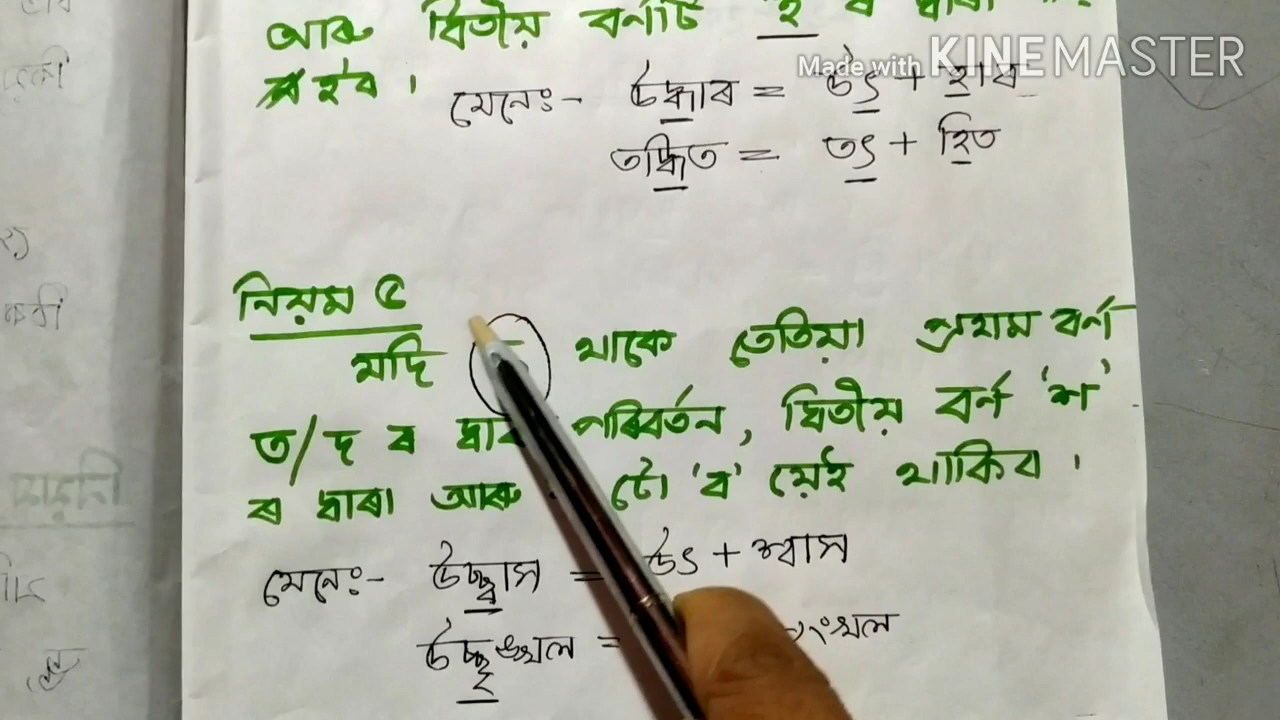 আৰু দ্বিতীয় বৰ্ণটি 'হ' ৰ দ্বাৰা
হ'ব ।
Made with KINEMASTER
যেনেঃ- উদ্ধাৰ = উৎ + হাৰ
তদ্ধিত = তৎ + হিত
নিয়ম ৫
যদি থাকে তেতিয়া প্ৰথম বৰ্ণ
ত/দ ৰ পৰিবৰ্তন, দ্বিতীয় বৰ্ণ 'শ'
ৰ দ্বাৰা আৰু টো 'ব' য়েই থাকিব ।
যেনেঃ- উচ্ছ্বাস = উৎ + শ্বাস
উচ্ছৃঙ্খল =